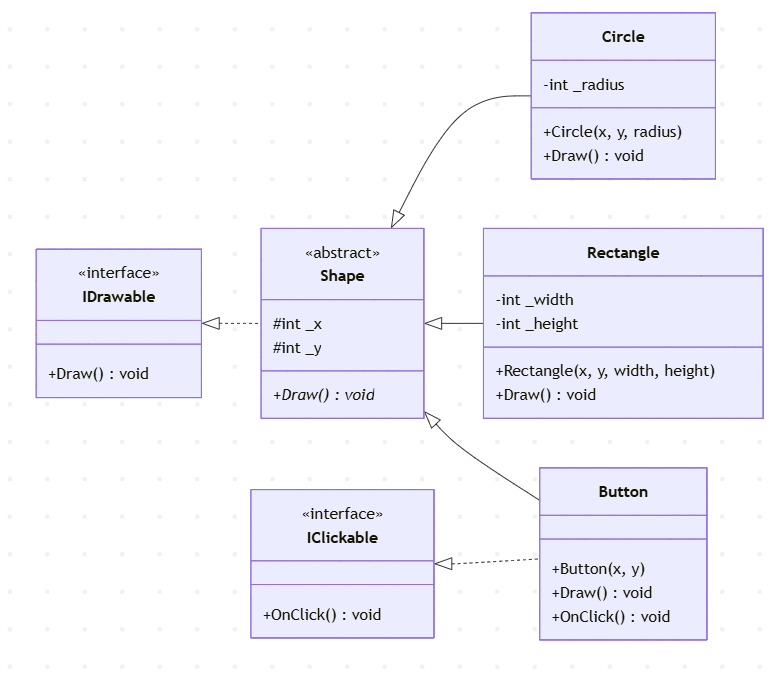 Circle
-int _radius
+Circle(x, y, radius)
+Draw() : void
«interface»
IDrawable
+Draw() : void
«abstract»
Shape
#int _x
#int _y
+Draw() : void
Rectangle
-int _width
-int _height
+Rectangle(x, y, width, height)
+Draw() : void
«interface»
IClickable
+OnClick() : void
Button
+Button(x, y)
+Draw() : void
+OnClick() : void